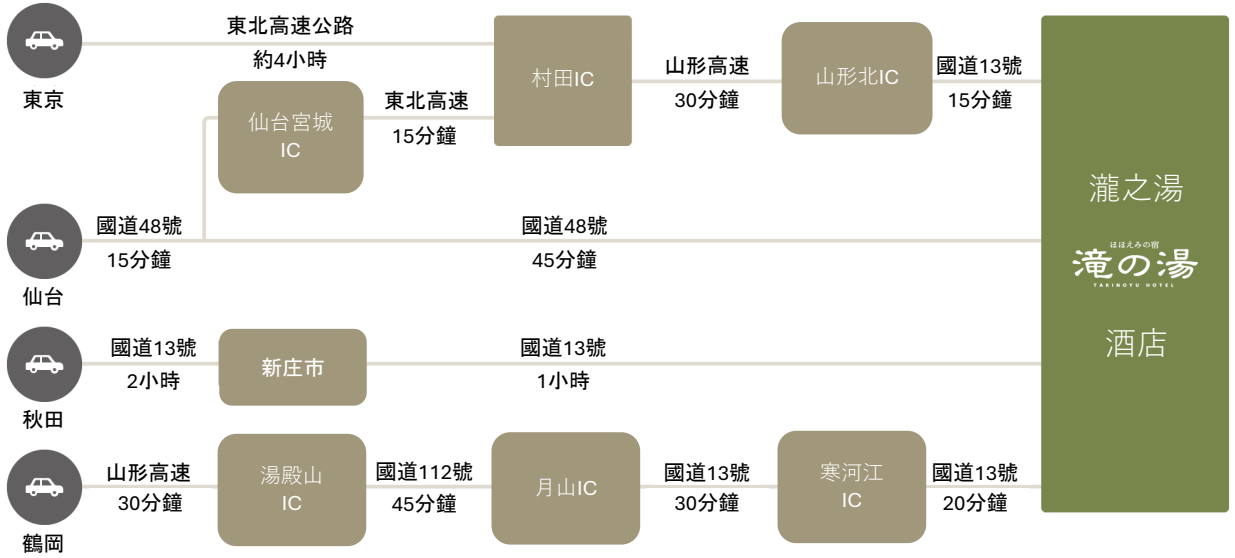 東京
東北高速公路
約4小時
村田IC
山形高速
30分鐘
山形北IC
國道13號
15分鐘
仙台宮城
IC
東北高速
15分鐘
仙台
國道48號
15分鐘
國道48號
45分鐘
秋田
國道13號
2小時
新庄市
國道13號
1小時
鶴岡
山形高速
30分鐘
湯殿山
IC
國道112號
45分鐘
月山IC
國道13號
30分鐘
寒河江
IC
國道13號
20分鐘
瀧之湯
ほほえみの宿
滝の湯
TAKINOYU HOTEL
酒店